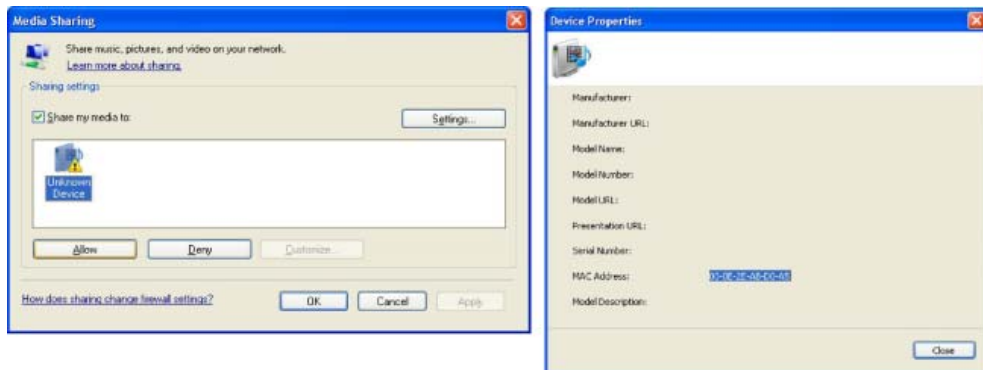 Media Sharing
Share music, pictures, and video on your network.
Learn more about sharing.
Sharing settings
Share my media to:
Settings...
Unknown
Device
Allow
Deny
Customize...
How does sharing change firewall settings?
OK
Cancel
Apply
Device Properties
Manufacturer:
Manufacturer URL:
Model Name:
Model Number:
Model URL:
Presentation URL:
Serial Number:
MAC Address:
Model Description:
Close